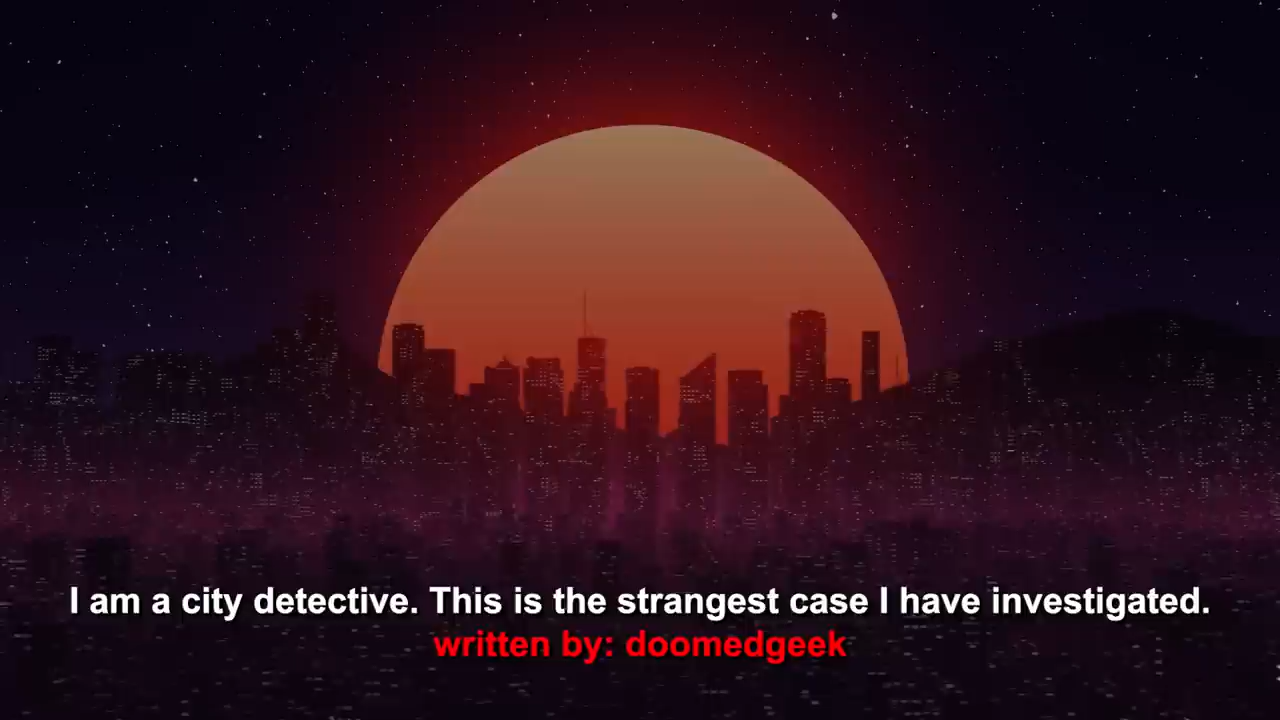 I am a city detective. This is the strangest case I have investigated.
written by: doomedgeek